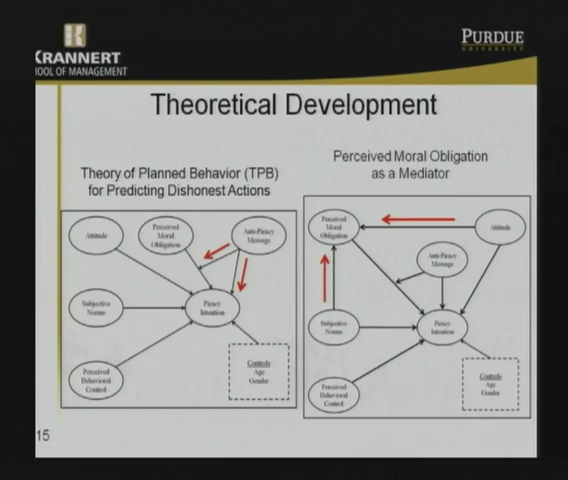 KRANNERT
OOL OF MANAGEMENT
PURDUE
UNIVERSITY
Theoretical Development
Theory of Planned Behavior (TPB)
for Predicting Dishonest Actions
Perceived Moral Obligation
as a Mediator
Attitude
Perceived
Moral
Obligation
Anti-Piracy
Message
Subjective
Norms
Piracy
Intention
Perceived
Behavioral
Control
Controls
Age
Gender
Perceived
Moral
Obligation
Attitude
Anti-Piracy
Message
Subjective
Norms
Piracy
Intention
Perceived
Behavioral
Control
Controls
Age
Gender
15